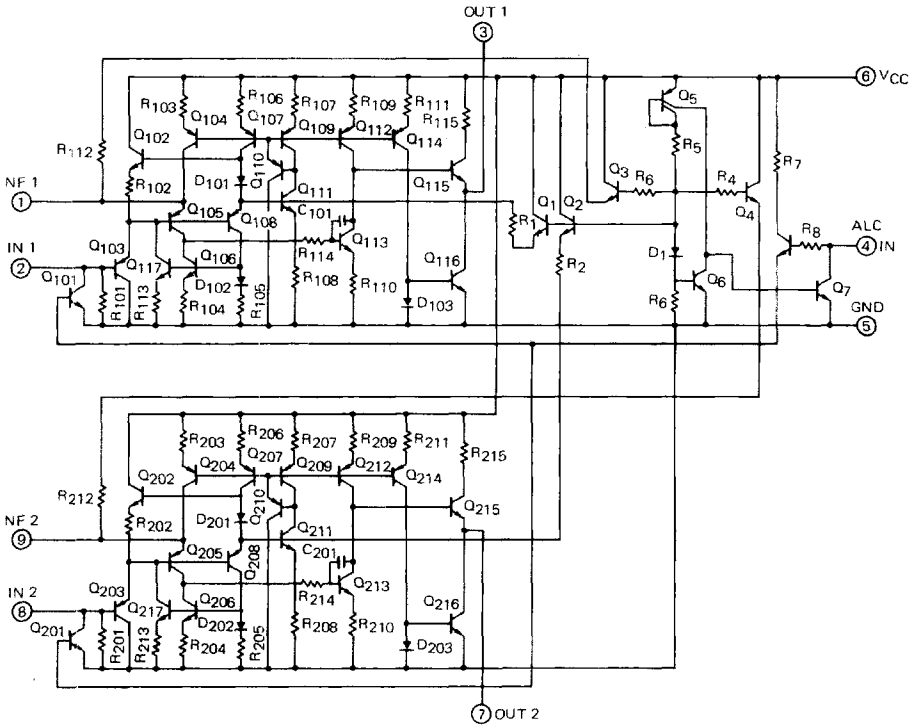 OUT 1
3
6 VCC
R106
R107
R109
R111
R103
Q104
Q107
Q109
Q112
R115
Q5
Q102
Q110
Q114
R112
D101
Q115
R5
R7
R102
Q111
Q3
R6
R4
NF 1
1
Q105
C101
Q1
Q2
Q4
Q108
R1
ALC
Q103
Q113
R8
4 IN
IN 1
2
Q106
R114
D1
Q117
R108
Q116
R2
Q101
D102
R110
R6
Q6
Q7
R101
R113
R104
R105
D103
GND
5
R206
R207
R209
R211
R203
Q204
Q207
Q209
Q212
R215
Q202
Q210
Q214
R212
D201
Q215
R202
Q211
NF 2
9
Q205
C201
Q208
Q203
Q213
IN 2
8
Q206
R214
Q217
D202
R208
Q216
Q201
R210
R201
R213
R204
R205
D203
7 OUT 2